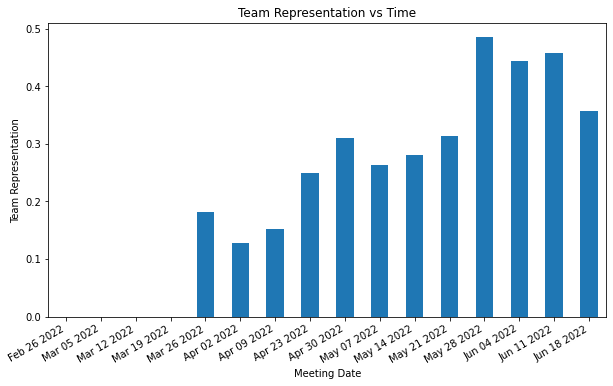 Team Representation vs Time
0.5
0.4
0.3
0.2
0.1
0.0
Team Representation
Feb 26 2022
Mar 05 2022
Mar 12 2022
Mar 19 2022
Mar 26 2022
Apr 02 2022
Apr 09 2022
Apr 23 2022
Apr 30 2022
May 07 2022
May 14 2022
May 21 2022
May 28 2022
Jun 04 2022
Jun 11 2022
Jun 18 2022
Meeting Date